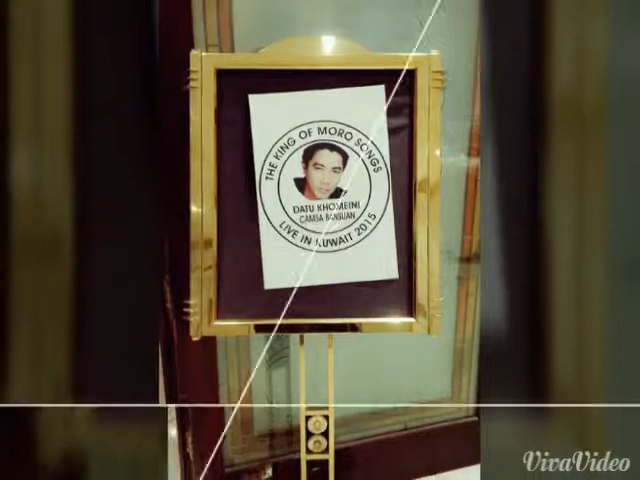 THE KING OF MORO SONGS
DATU KHOMEINI
CAMSA BANSUAN
LIVE IN KUWAIT 2015
VivaVideo